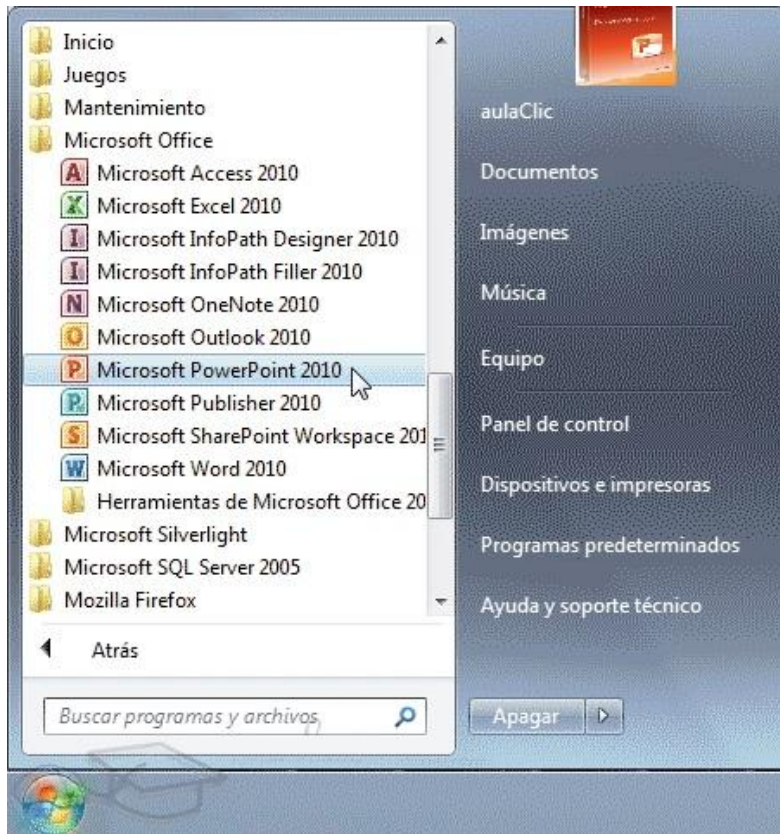 Inicio
Juegos
Mantenimiento
Microsoft Office
Microsoft Access 2010
Microsoft Excel 2010
Microsoft InfoPath Designer 2010
Microsoft InfoPath Filler 2010
Microsoft OneNote 2010
Microsoft Outlook 2010
Microsoft PowerPoint 2010
Microsoft Publisher 2010
Microsoft SharePoint Workspace 201
Microsoft Word 2010
Herramientas de Microsoft Office 20
Microsoft Silverlight
Microsoft SQL Server 2005
Mozilla Firefox
Atrás
Buscar programas y archivos
aulaClic
Documentos
Imágenes
Música
Equipo
Panel de control
Dispositivos e impresoras
Programas predeterminados
Ayuda y soporte técnico
Apagar